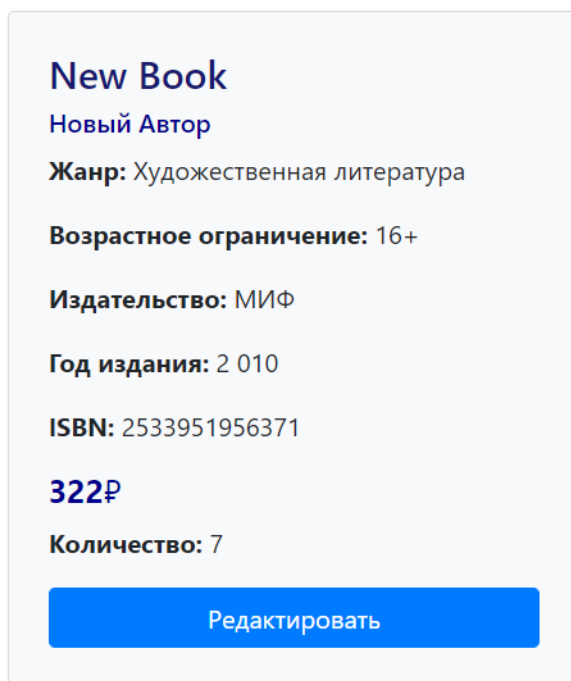 New Book
Новый Автор
Жанр: Художественная литература
Возрастное ограничение: 16+
Издательство: МИФ
Год издания: 2 010
ISBN: 2533951956371
322₽
Количество: 7
Редактировать